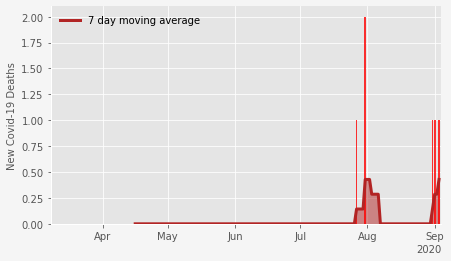 7 day moving average
New Covid-19 Deaths
2.00
1.75
1.50
1.25
1.00
0.75
0.50
0.25
0.00
Apr
May
Jun
Jul
Aug
Sep
2020